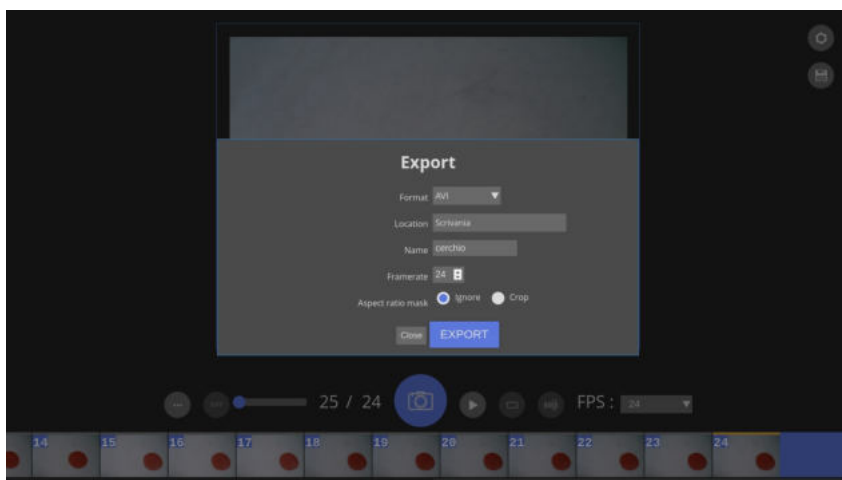 Export
Format AVI
Location Scrivania
Name cerchio
Framerate 24
Aspect ratio mask Ignore Crop
Close EXPORT
25 / 24 FPS : 24
14 15 16 17 18 19 20 21 22 23 24